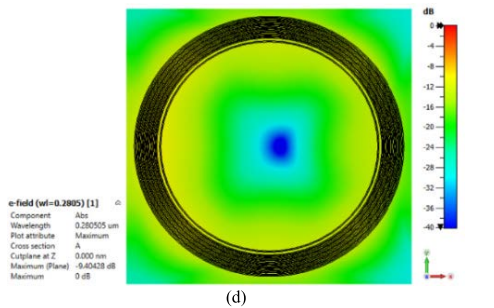 dB
0
-4
-8
-12
-16
-20
-24
-28
-32
-36
-40
e-field (wl=0.2805) [1]
Component Abs
Wavelength 0.280505 um
Plot attribute Maximum
Cross section A
Cutplane at Z 0.000 nm
Maximum (Plane) -9.40428 dB
Maximum 0 dB
(d)